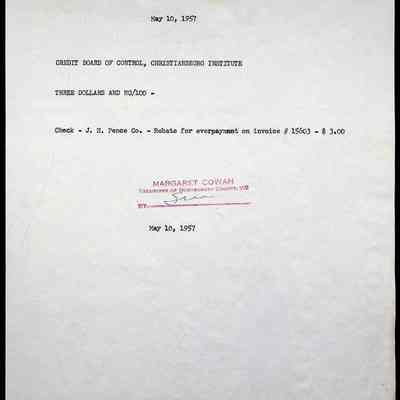 May 10, 1957
CREDIT BOARD OF CONTROL, CHRISTIANSBURG INSTITUTE
THREE DOLLARS AND NO/100 -
Check - J. H. Pence Co. - Rebate for overpayment on invoice # 15603 - $ 3.00
MARGARET COWAN
TREASURER OF MONTGOMERY COUNTY, VA
BY
May 10, 1957